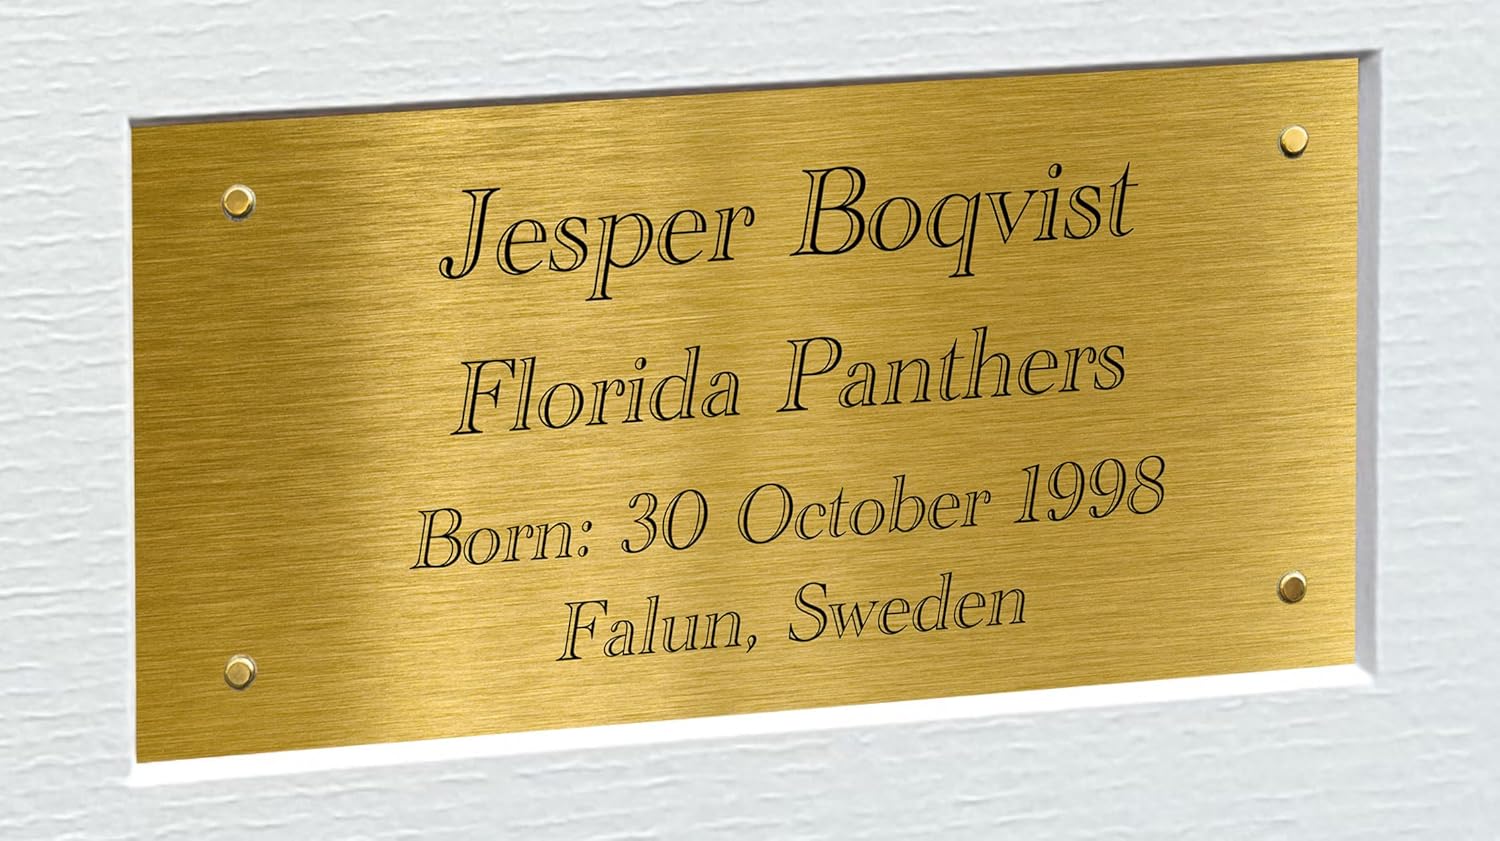 Jesper Boqvist
Florida Panthers
Born: 30 October 1998
Falun, Sweden